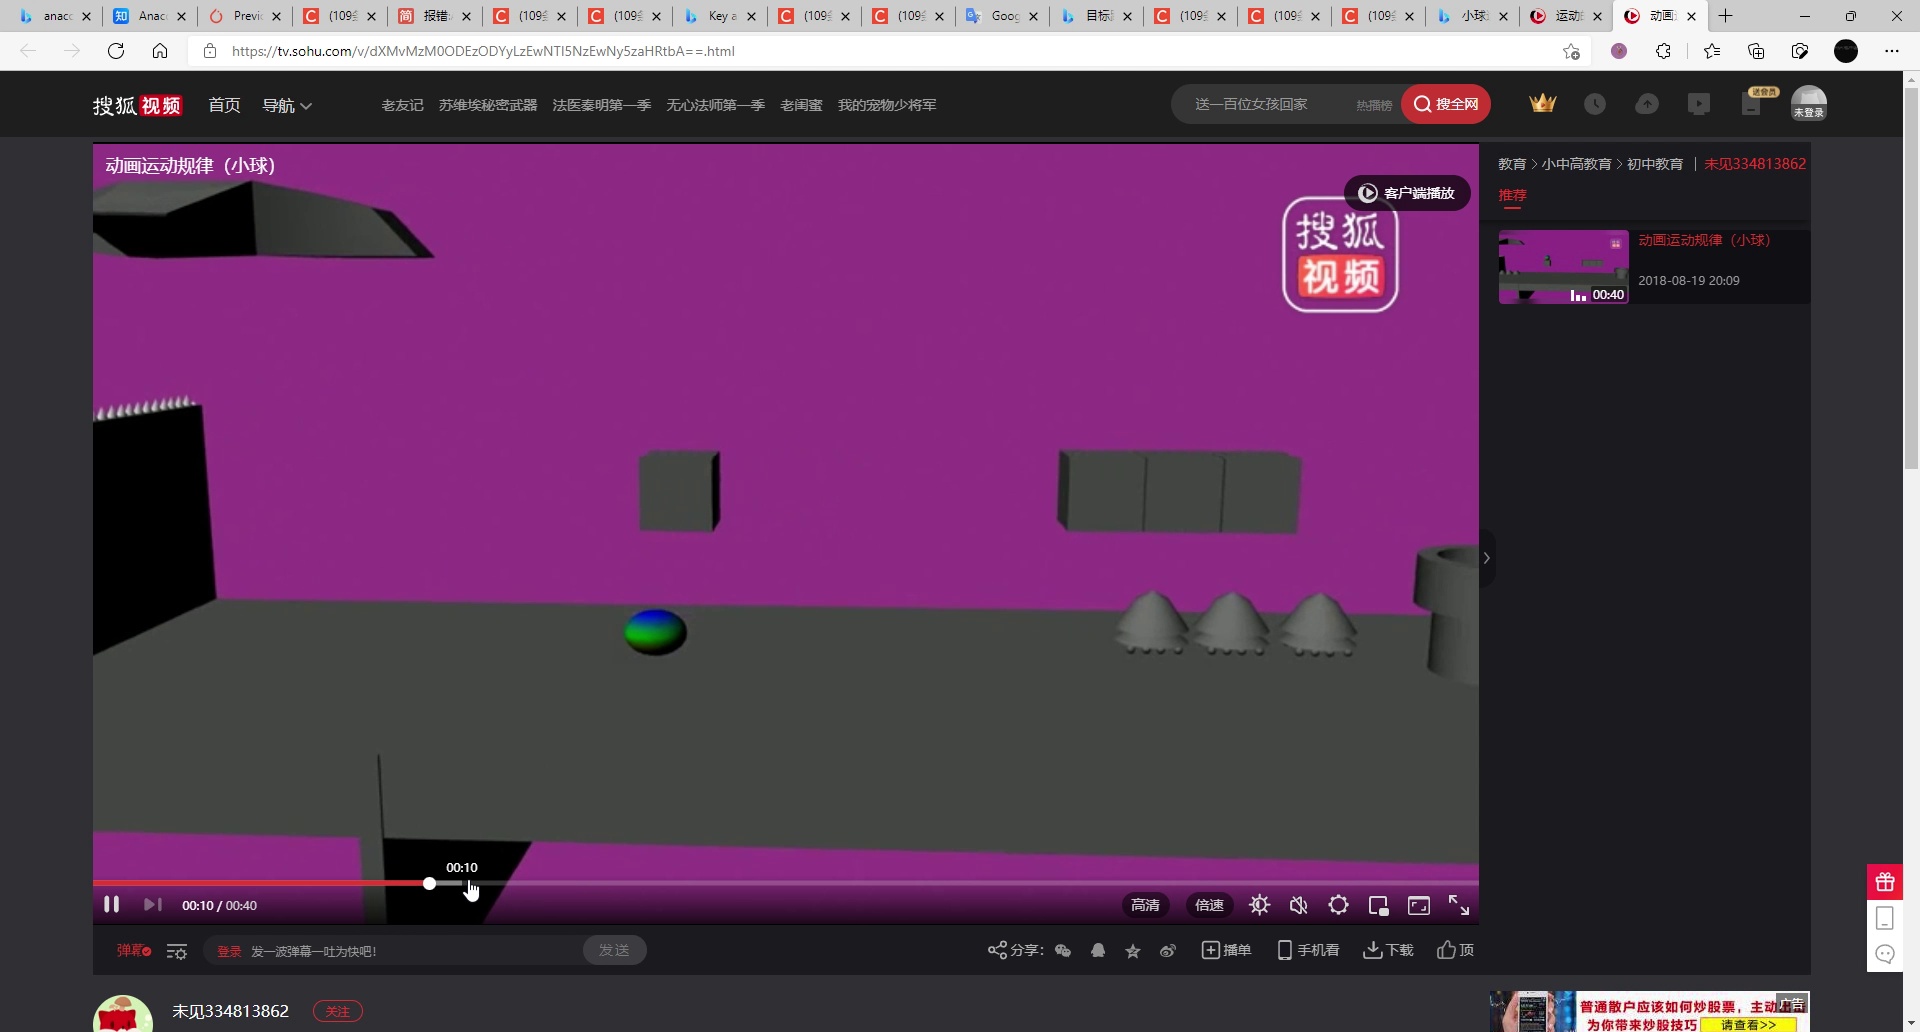 anacc
Anac
Previ
(109
报错
(109
(109
Key a
(109
(109
Goog
目标
(109
(109
(109
小球
运动
动画
https://tv.sohu.com/v/dXMvMzM0ODEzODYyLzEwNTI5NzEwNy5zaHRtbA==.html
搜狐视频
首页
导航
老友记
苏维埃秘密武器
法医秦明第一季
无心法师第一季
老闺蜜
我的宠物少将军
送一百位女孩回家
热播榜
搜全网
送会员
未登录
动画运动规律（小球）
客户端播放
搜狐
视频
教育 > 小中高教育 > 初中教育 | 未见334813862
推荐
动画运动规律（小球）
00:40
2018-08-19 20:09
00:10
00:10 / 00:40
高清
倍速
弹幕
登录 发一波弹幕一吐为快吧!
发送
分享:
播单
手机看
下载
顶
未见334813862
关注
普通散户应该如何炒股票，主动
广告
为你带来炒股技巧
请查看>>